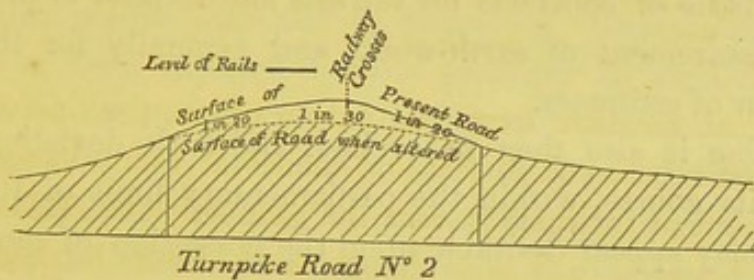 Railway
Crosses
Level of Rails
Surface of
Present Road
1 in 20
1 in 30
1 in 20
Surface of Road when altered
Turnpike Road Nº 2